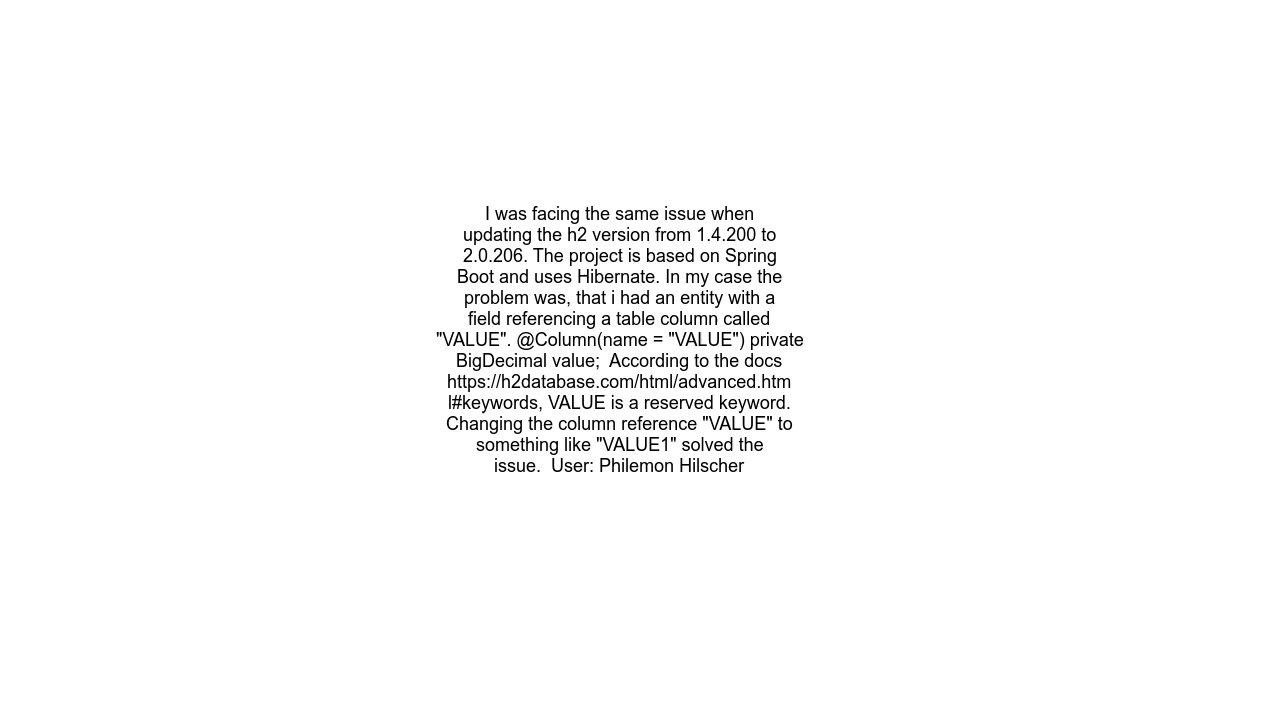 I was facing the same issue when
updating the h2 version from 1.4.200 to
2.0.206. The project is based on Spring
Boot and uses Hibernate. In my case the
problem was, that i had an entity with a
field referencing a table column called
"VALUE". @Column(name = "VALUE") private
BigDecimal value;  According to the docs
https://h2database.com/html/advanced.htm
l#keywords, VALUE is a reserved keyword.
Changing the column reference "VALUE" to
something like "VALUE1" solved the
issue.  User: Philemon Hilscher